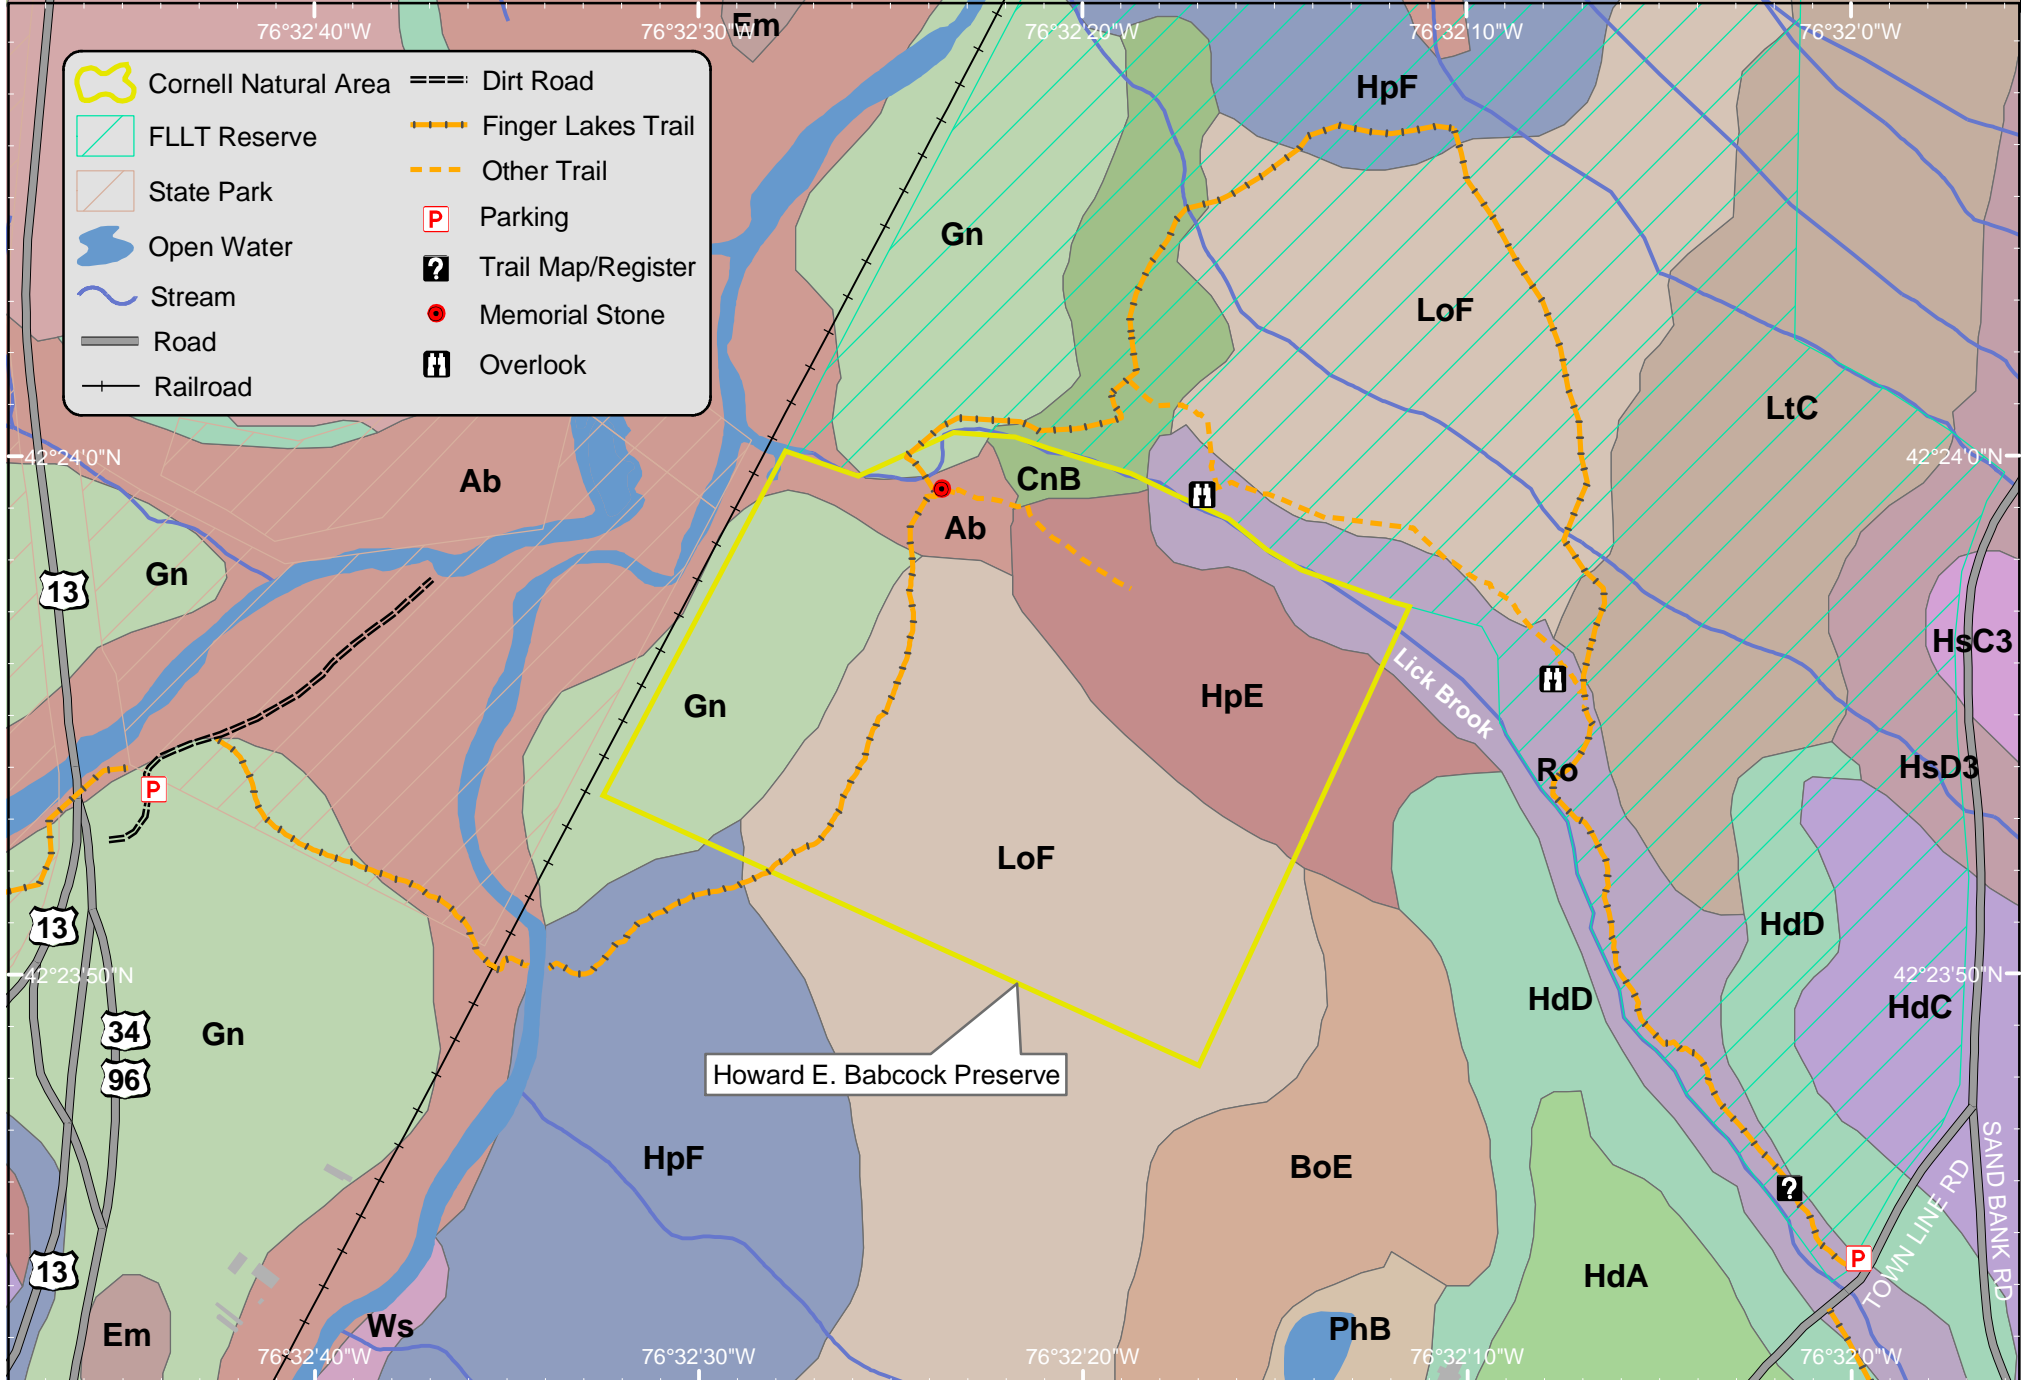 Em
76°32'40"W
76°32'30"W
76°32'20"W
76°32'10"W
76°32'0"W
Cornell Natural Area
FLLT Reserve
State Park
Open Water
Stream
Road
Railroad
Dirt Road
Finger Lakes Trail
Other Trail
P
Parking
?
Trail Map/Register
Memorial Stone
Overlook
HpF
Gn
LoF
LtC
42°24'0"N
42°24'0"N
Ab
CnB
Ab
Gn
13
HsC3
Lick Brook
HpE
Gn
Ro
HsD3
P
LoF
13
HdD
42°23'50"N
42°23'50"N
HdD
HdC
Gn
34
96
Howard E. Babcock Preserve
HpF
BoE
?
SAND BANK RD
TOWN LINE RD
P
13
HdA
Em
Ws
PhB
76°32'40"W
76°32'30"W
76°32'20"W
76°32'10"W
76°32'0"W